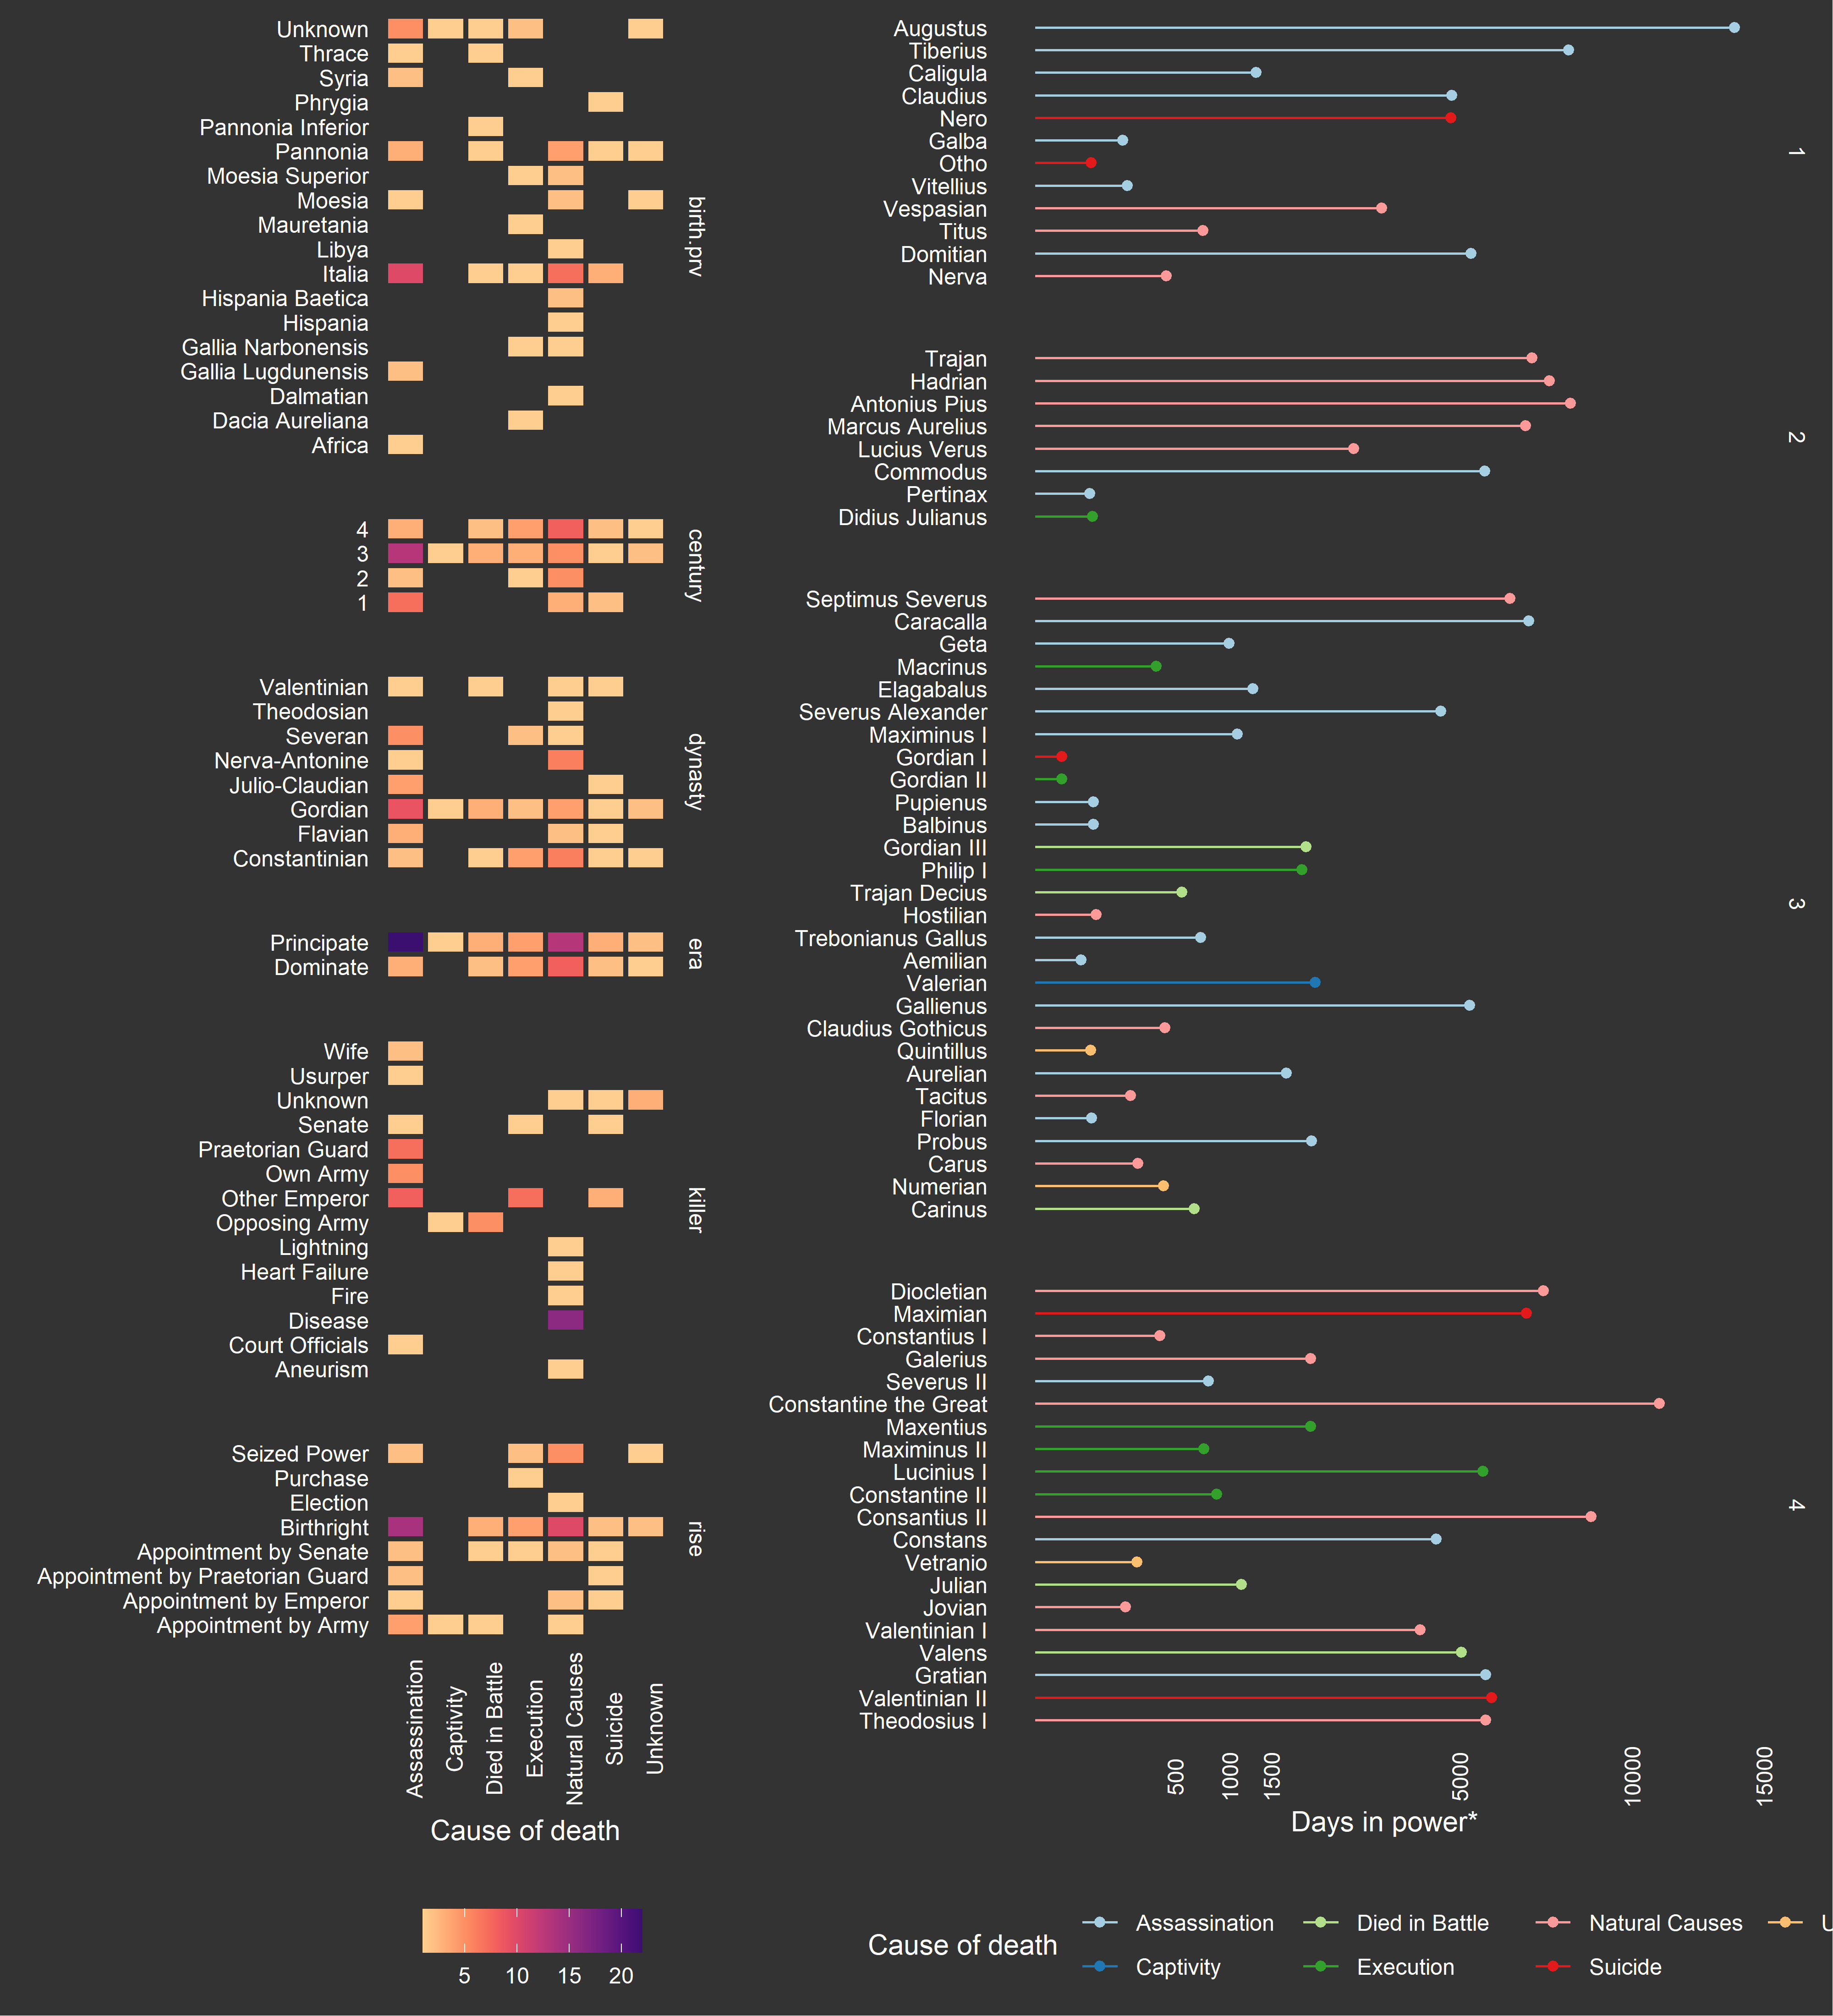 Unknown
Thrace
Syria
Phrygia
Pannonia Inferior
Pannonia
Moesia Superior
Moesia
Mauretania
Libya
Italia
Hispania Baetica
Hispania
Gallia Narbonensis
Gallia Lugdunensis
Dalmatian
Dacia Aureliana
Africa
birth.prv
4
3
2
1
century
Valentinian
Theodosian
Severan
Nerva-Antonine
Julio-Claudian
Gordian
Flavian
Constantinian
dynasty
Principate
Dominate
era
Wife
Usurper
Unknown
Senate
Praetorian Guard
Own Army
Other Emperor
Opposing Army
Lightning
Heart Failure
Fire
Disease
Court Officials
Aneurism
killer
Seized Power
Purchase
Election
Birthright
Appointment by Senate
Appointment by Praetorian Guard
Appointment by Emperor
Appointment by Army
rise
Assassination
Captivity
Died in Battle
Execution
Natural Causes
Suicide
Unknown
Cause of death
5 10 15 20
Augustus
Tiberius
Caligula
Claudius
Nero
Galba
Otho
Vitellius
Vespasian
Titus
Domitian
Nerva
1
Trajan
Hadrian
Antonius Pius
Marcus Aurelius
Lucius Verus
Commodus
Pertinax
Didius Julianus
2
Septimus Severus
Caracalla
Geta
Macrinus
Elagabalus
Severus Alexander
Maximinus I
Gordian I
Gordian II
Pupienus
Balbinus
Gordian III
Philip I
Trajan Decius
Hostilian
Trebonianus Gallus
Aemilian
Valerian
Gallienus
Claudius Gothicus
Quintillus
Aurelian
Tacitus
Florian
Probus
Carus
Numerian
Carinus
3
Diocletian
Maximian
Constantius I
Galerius
Severus II
Constantine the Great
Maxentius
Maximinus II
Lucinius I
Constantine II
Consantius II
Constans
Vetranio
Julian
Jovian
Valentinian I
Valens
Gratian
Valentinian II
Theodosius I
4
500
1000
1500
5000
10000
15000
Days in power*
Cause of death
Assassination
Died in Battle
Natural Causes
Captivity
Execution
Suicide